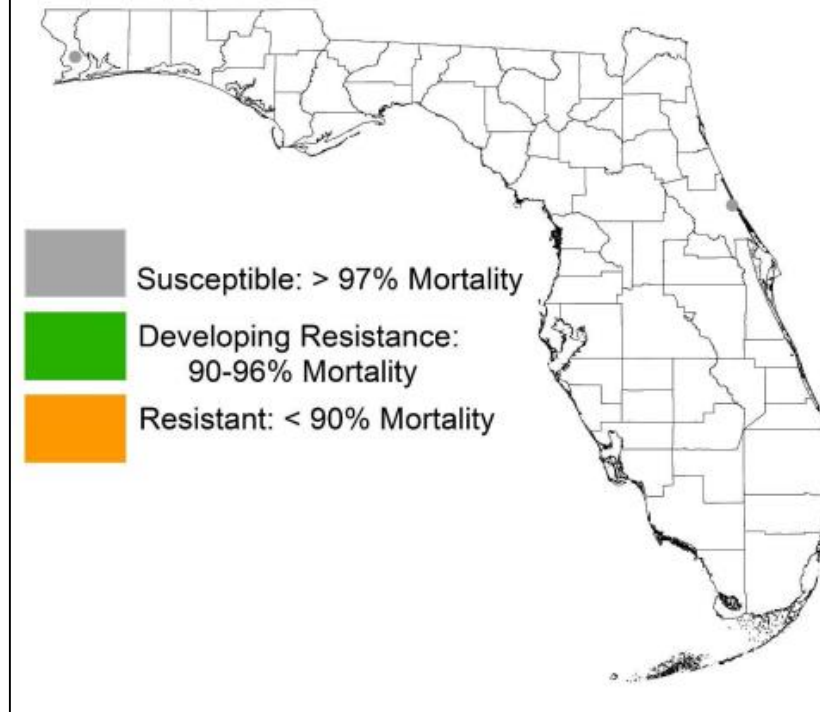 Susceptible: > 97% Mortality
Developing Resistance:
90-96% Mortality
Resistant: < 90% Mortality